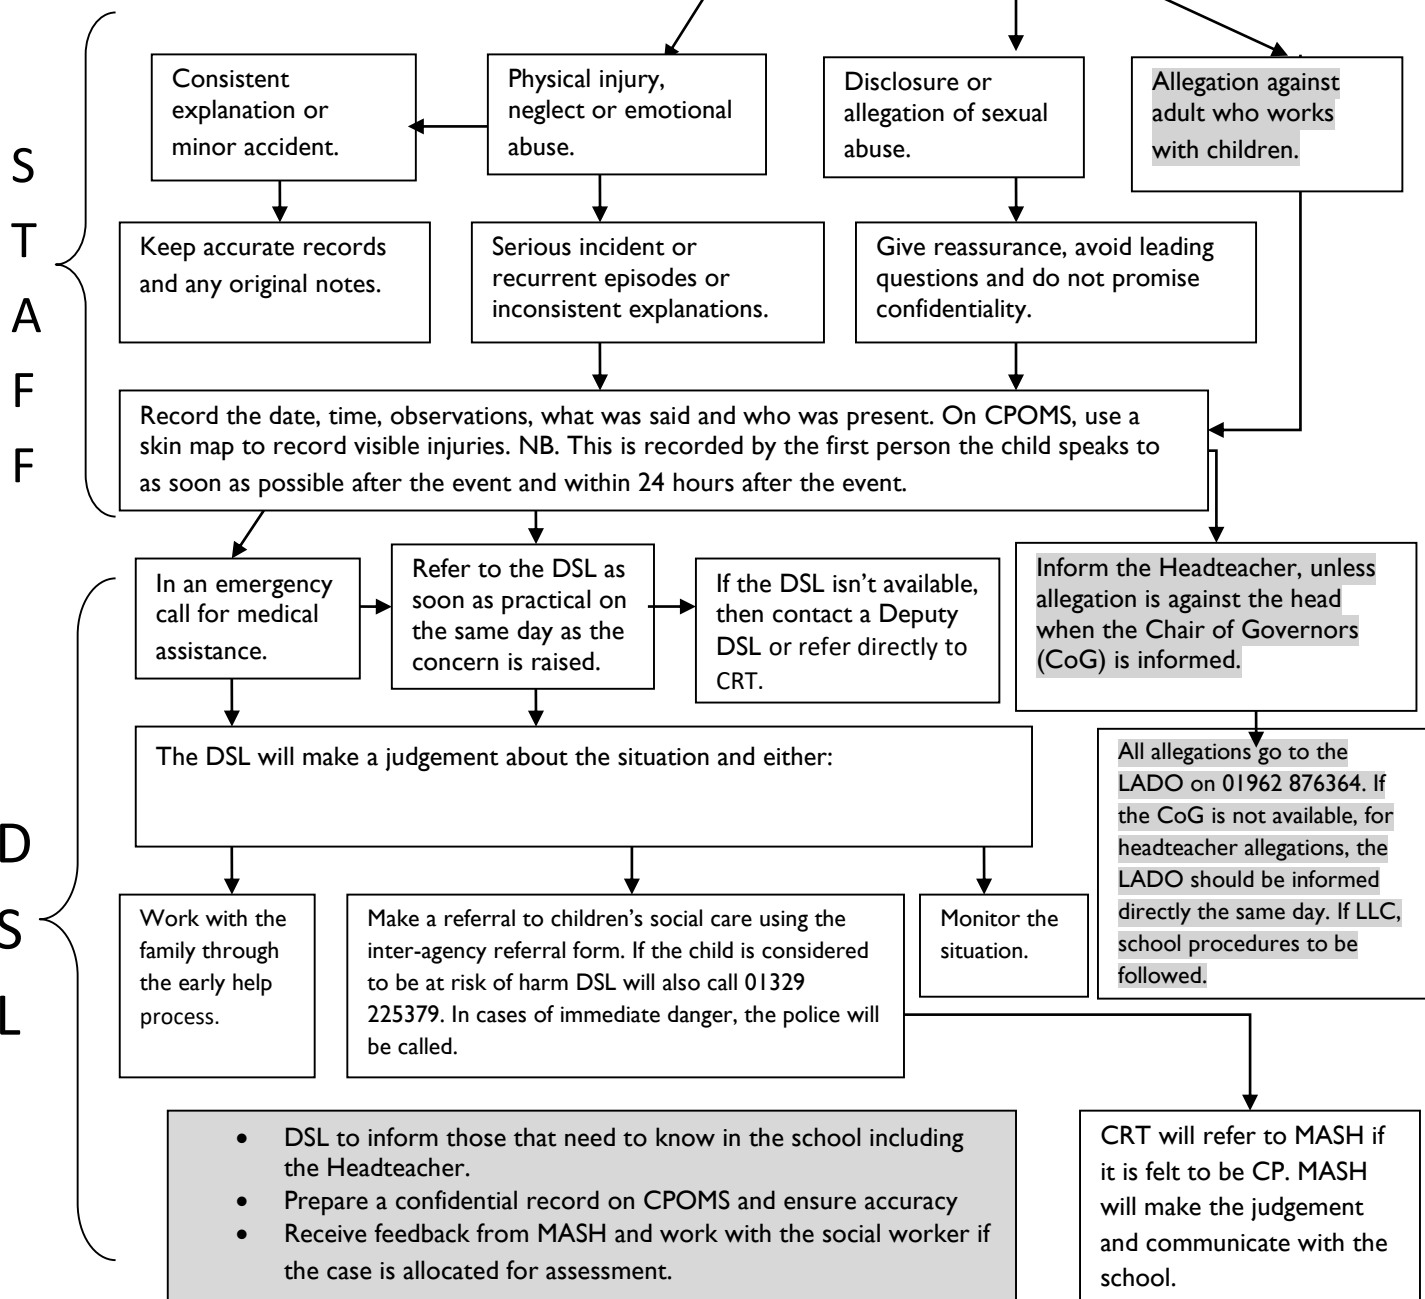 S
T
A
F
F
Consistent
explanation or
minor accident.
Physical injury,
neglect or emotional
abuse.
Disclosure or
allegation of sexual
abuse.
Allegation against
adult who works
with children.
Keep accurate records
and any original notes.
Serious incident or
recurrent episodes or
inconsistent explanations.
Give reassurance, avoid leading
questions and do not promise
confidentiality.
Record the date, time, observations, what was said and who was present. On CPOMS, use a
skin map to record visible injuries. NB. This is recorded by the first person the child speaks to
as soon as possible after the event and within 24 hours after the event.
D
S
L
In an emergency
call for medical
assistance.
Refer to the DSL as
soon as practical on
the same day as the
concern is raised.
If the DSL isn't available,
then contact a Deputy
DSL or refer directly to
CRT.
Inform the Headteacher, unless
allegation is against the head
when the Chair of Governors
(CoG) is informed.
The DSL will make a judgement about the situation and either:
All allegations go to the
LADO on 01962 876364. If
the CoG is not available, for
headteacher allegations, the
LADO should be informed
directly the same day. If LLC,
school procedures to be
followed.
Work with the
family through
the early help
process.
Make a referral to children's social care using the
inter-agency referral form. If the child is considered
to be at risk of harm DSL will also call 01329
225379. In cases of immediate danger, the police will
be called.
Monitor the
situation.
• DSL to inform those that need to know in the school including
the Headteacher.
• Prepare a confidential record on CPOMS and ensure accuracy
• Receive feedback from MASH and work with the social worker if
the case is allocated for assessment.
CRT will refer to MASH if
it is felt to be CP. MASH
will make the judgement
and communicate with the
school.